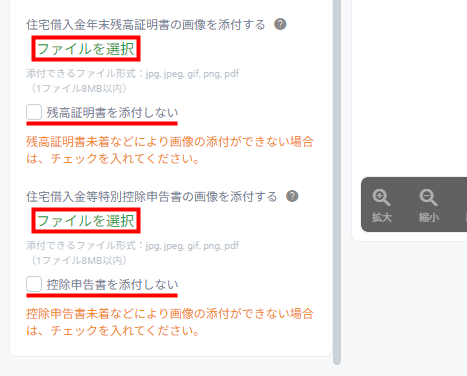 住宅借入金年末残高証明書の画像を添付する ?
ファイルを選択
添付できるファイル形式：jpg, jpeg, gif, png, pdf
（1ファイル8MB以内）
残高証明書を添付しない
残高証明書未着などにより画像の添付ができない場合
は、チェックを入れてください。
住宅借入金等特別控除申告書の画像を添付する ?
ファイルを選択
添付できるファイル形式：jpg, jpeg, gif, png, pdf
（1ファイル8MB以内）
控除申告書を添付しない
控除申告書未着などにより画像の添付ができない場合
は、チェックを入れてください。
拡大 縮小